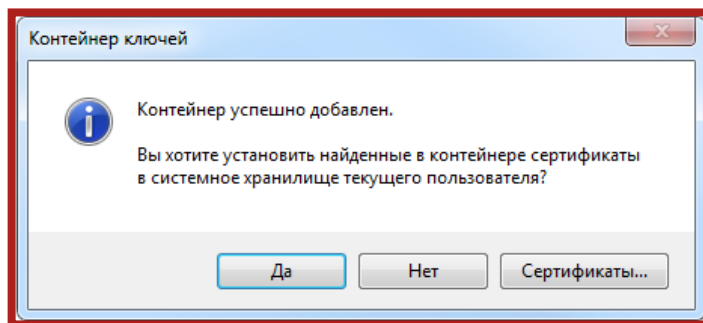 Контейнер ключей
Контейнер успешно добавлен.
Вы хотите установить найденные в контейнере сертификаты
в системное хранилище текущего пользователя?
Да
Нет
Сертификаты...